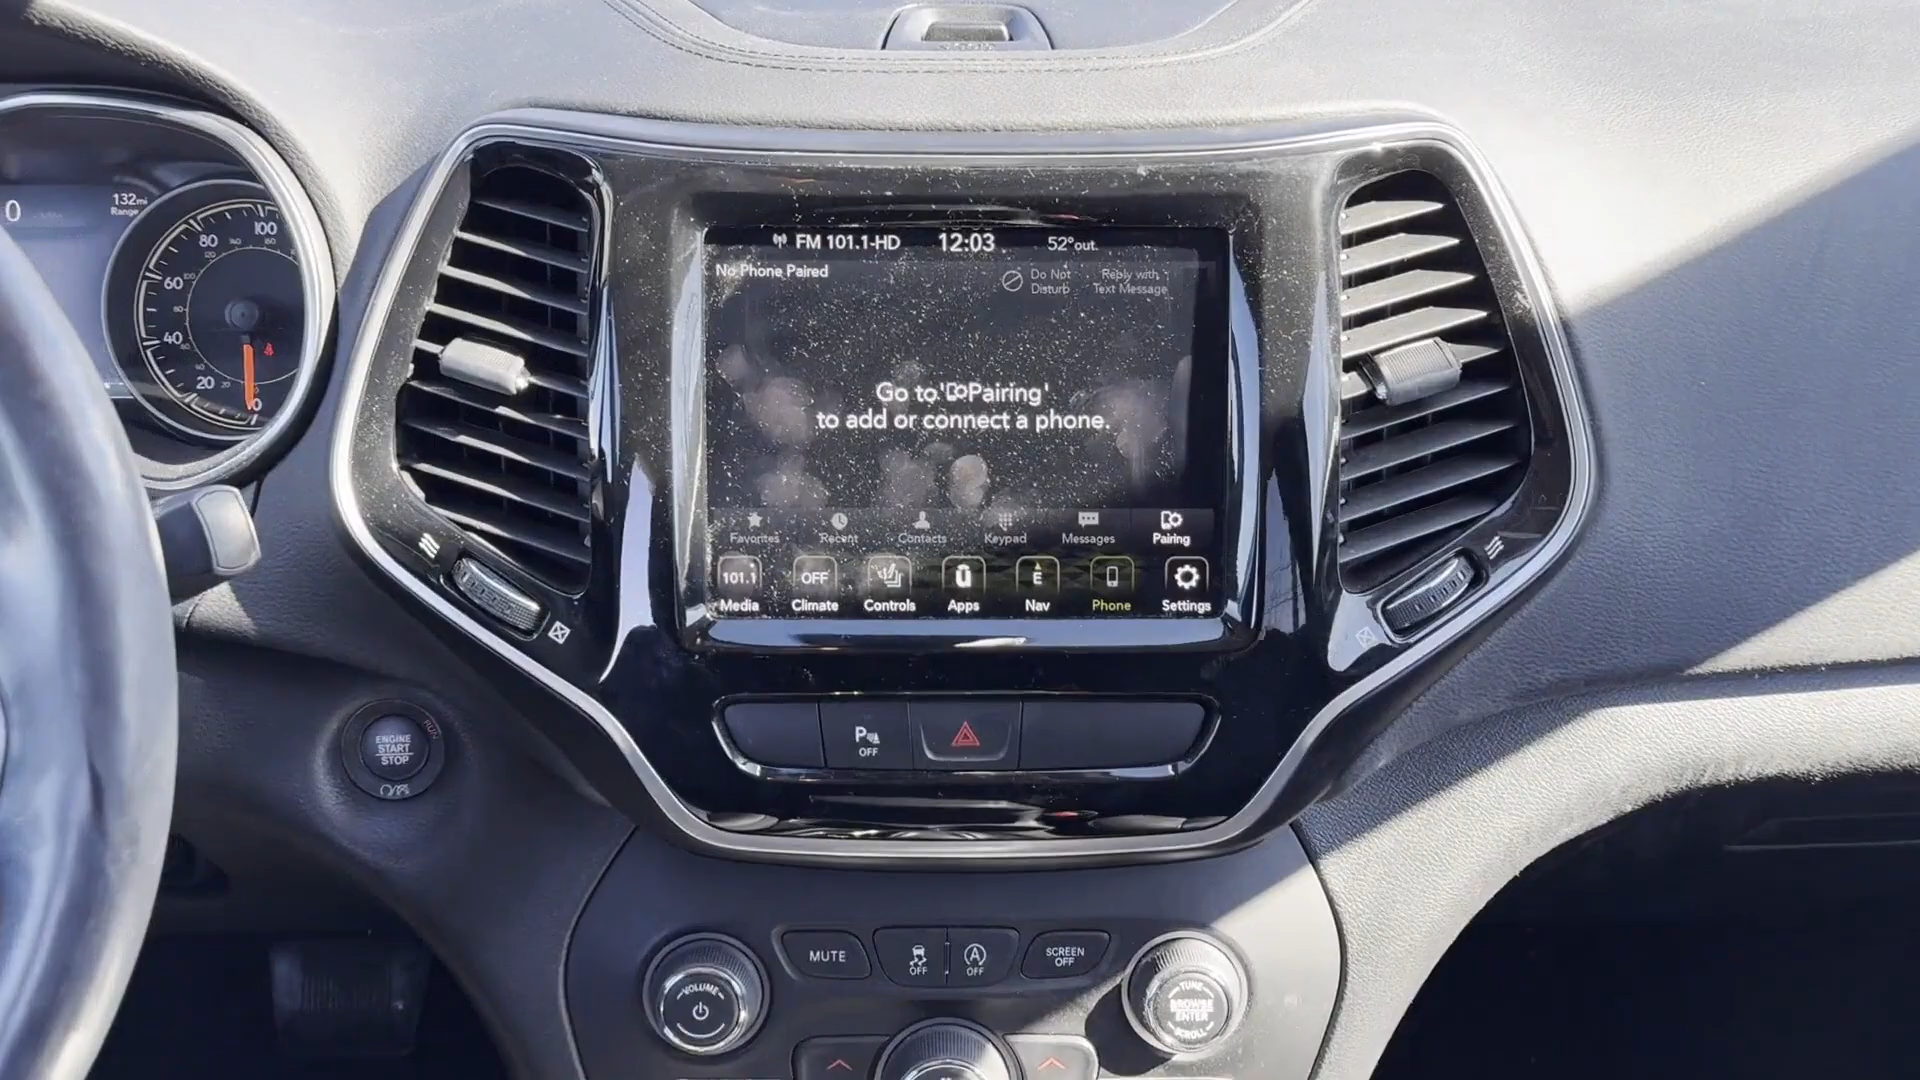 0
132mi
Range
100
80
60
40
20
0
FM 101.1-HD 12:03 52°out.
No Phone Paired
Do Not
Disturb
Reply with
Text Message
Go to 'Pairing'
to add or connect a phone.
Favorites Recent Contacts Keypad Messages Pairing
101.1 OFF E
Media Climate Controls Apps Nav Phone Settings
P OFF
ENGINE
START
STOP
RUN
MUTE OFF A OFF SCREEN
OFF
VOLUME
TUNE
BROWSE
ENTER
SCROLL